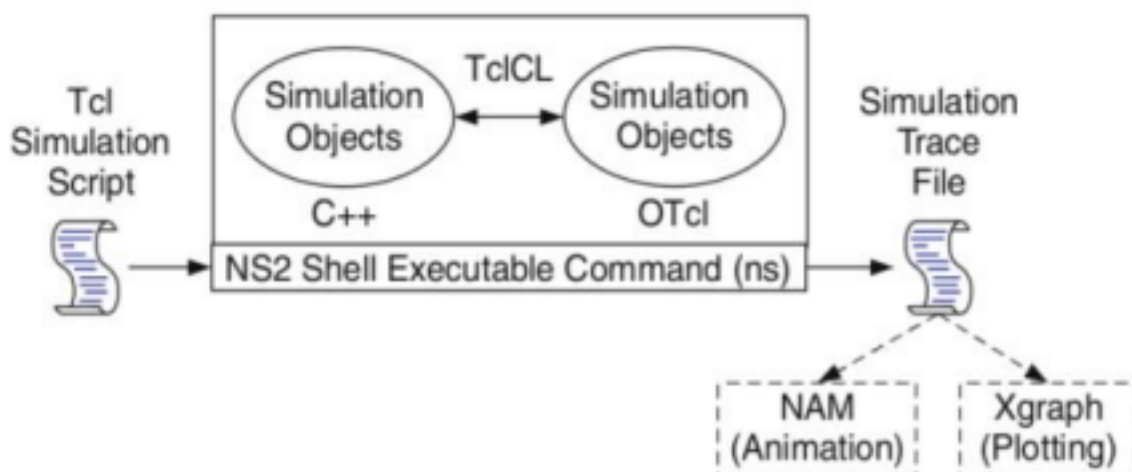 Tcl
Simulation
Script
TclCL
Simulation
Objects
C++
Simulation
Objects
OTcl
NS2 Shell Executable Command (ns)
Simulation
Trace
File
NAM
(Animation)
Xgraph
(Plotting)